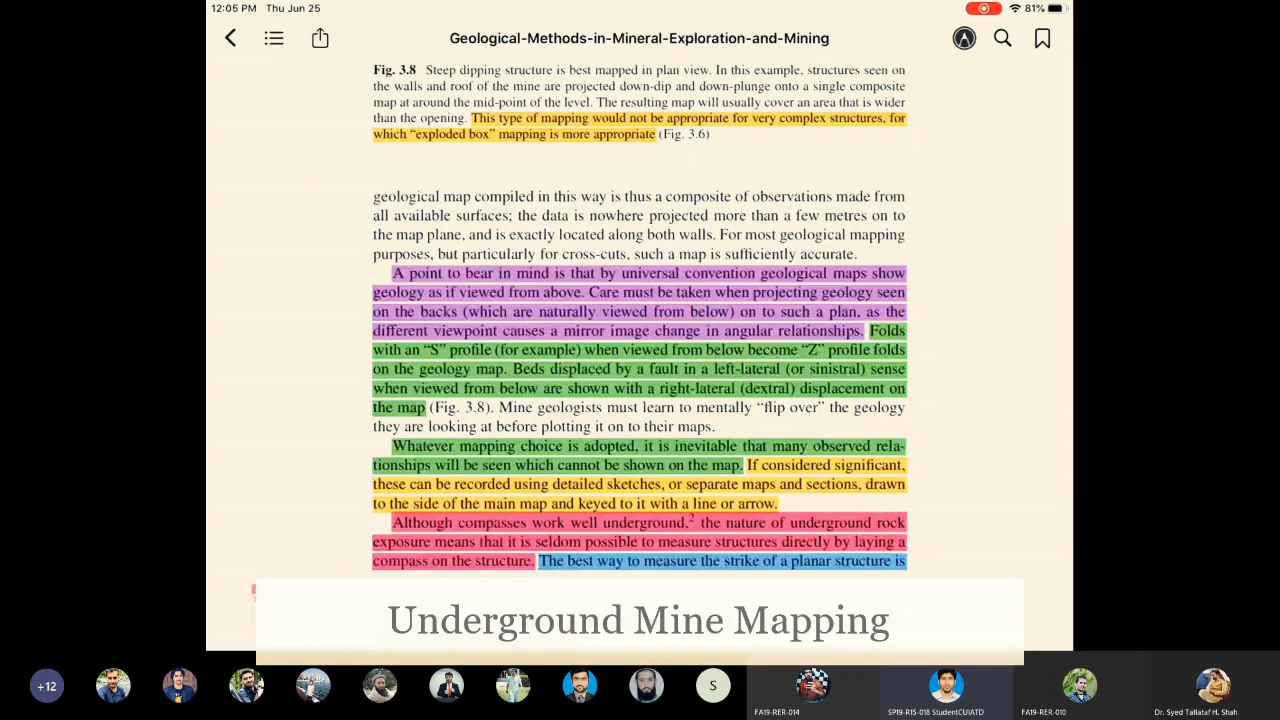 12:05 PM Thu Jun 25
81%
Geological-Methods-in-Mineral-Exploration-and-Mining
Fig. 3.8 Steep dipping structure is best mapped in plan view. In this example, structures seen on
the walls and roof of the mine are projected down-dip and down-plunge onto a single composite
map at around the mid-point of the level. The resulting map will usually cover an area that is wider
than the opening. This type of mapping would not be appropriate for very complex structures, for
which “exploded box” mapping is more appropriate (Fig. 3.6)
geological map compiled in this way is thus a composite of observations made from
all available surfaces; the data is nowhere projected more than a few metres on to
the map plane, and is exactly located along both walls. For most geological mapping
purposes, but particularly for cross-cuts, such a map is sufficiently accurate.
A point to bear in mind is that by universal convention geological maps show
geology as if viewed from above. Care must be taken when projecting geology seen
on the backs (which are naturally viewed from below) on to such a plan, as the
different viewpoint causes a mirror image change in angular relationships. Folds
with an “S” profile (for example) when viewed from below become “Z” profile folds
on the geology map. Beds displaced by a fault in a left-lateral (or sinistral) sense
when viewed from below are shown with a right-lateral (dextral) displacement on
the map (Fig. 3.8). Mine geologists must learn to mentally “flip over” the geology
they are looking at before plotting it on to their maps.
Whatever mapping choice is adopted, it is inevitable that many observed rela-
tionships will be seen which cannot be shown on the map. If considered significant,
these can be recorded using detailed sketches, or separate maps and sections, drawn
to the side of the main map and keyed to it with a line or arrow.
Although compasses work well underground,2 the nature of underground rock
exposure means that it is seldom possible to measure structures directly by laying a
compass on the structure. The best way to measure the strike of a planar structure is
Underground Mine Mapping
+12
S
FA19-RER-014
SP19-R15-018 StudentCUIATD
FA19-RER-010
Dr. Syed Tallataf H. Shah